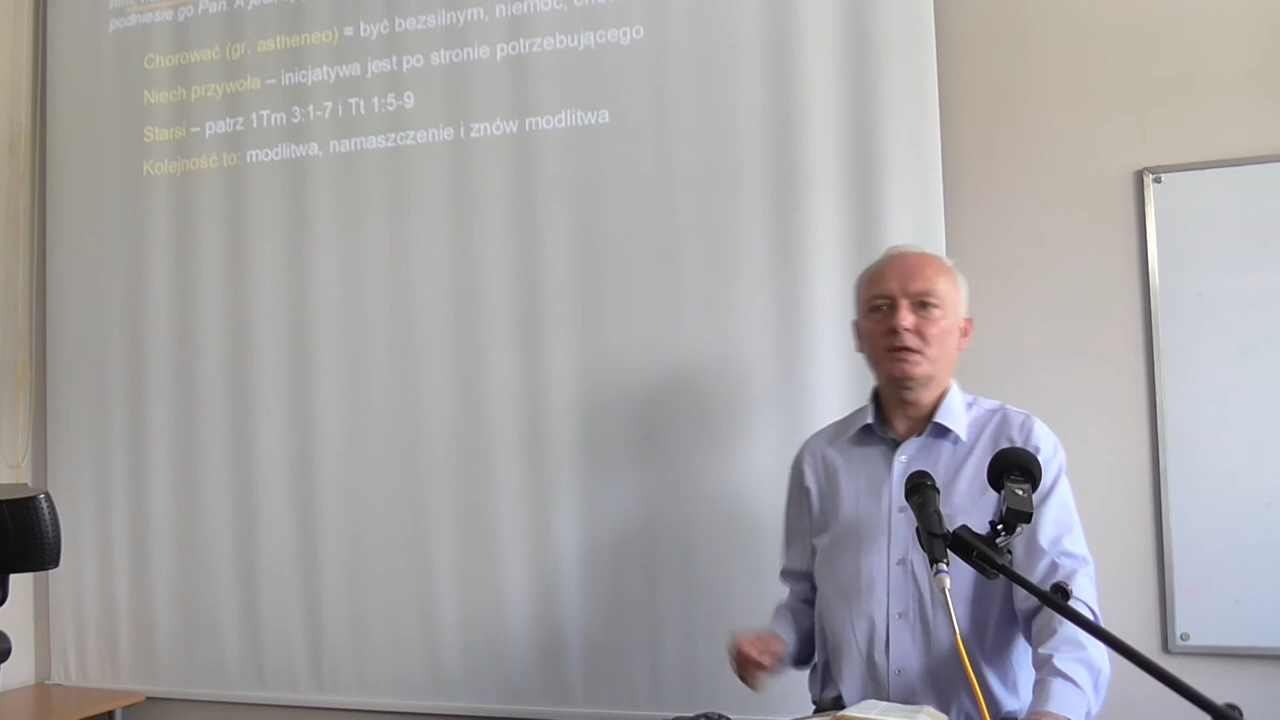 podniesie go Pan. A jeśli
Chorować (gr. astheneo) = być bezsilnym, niemoc,
Niech przywoła – inicjatywa jest po stronie potrzebującego
Starsi – patrz 1Tm 3:1-7 i Tt 1:5-9
Kolejność to: modlitwa, namaszczenie i znów modlitwa